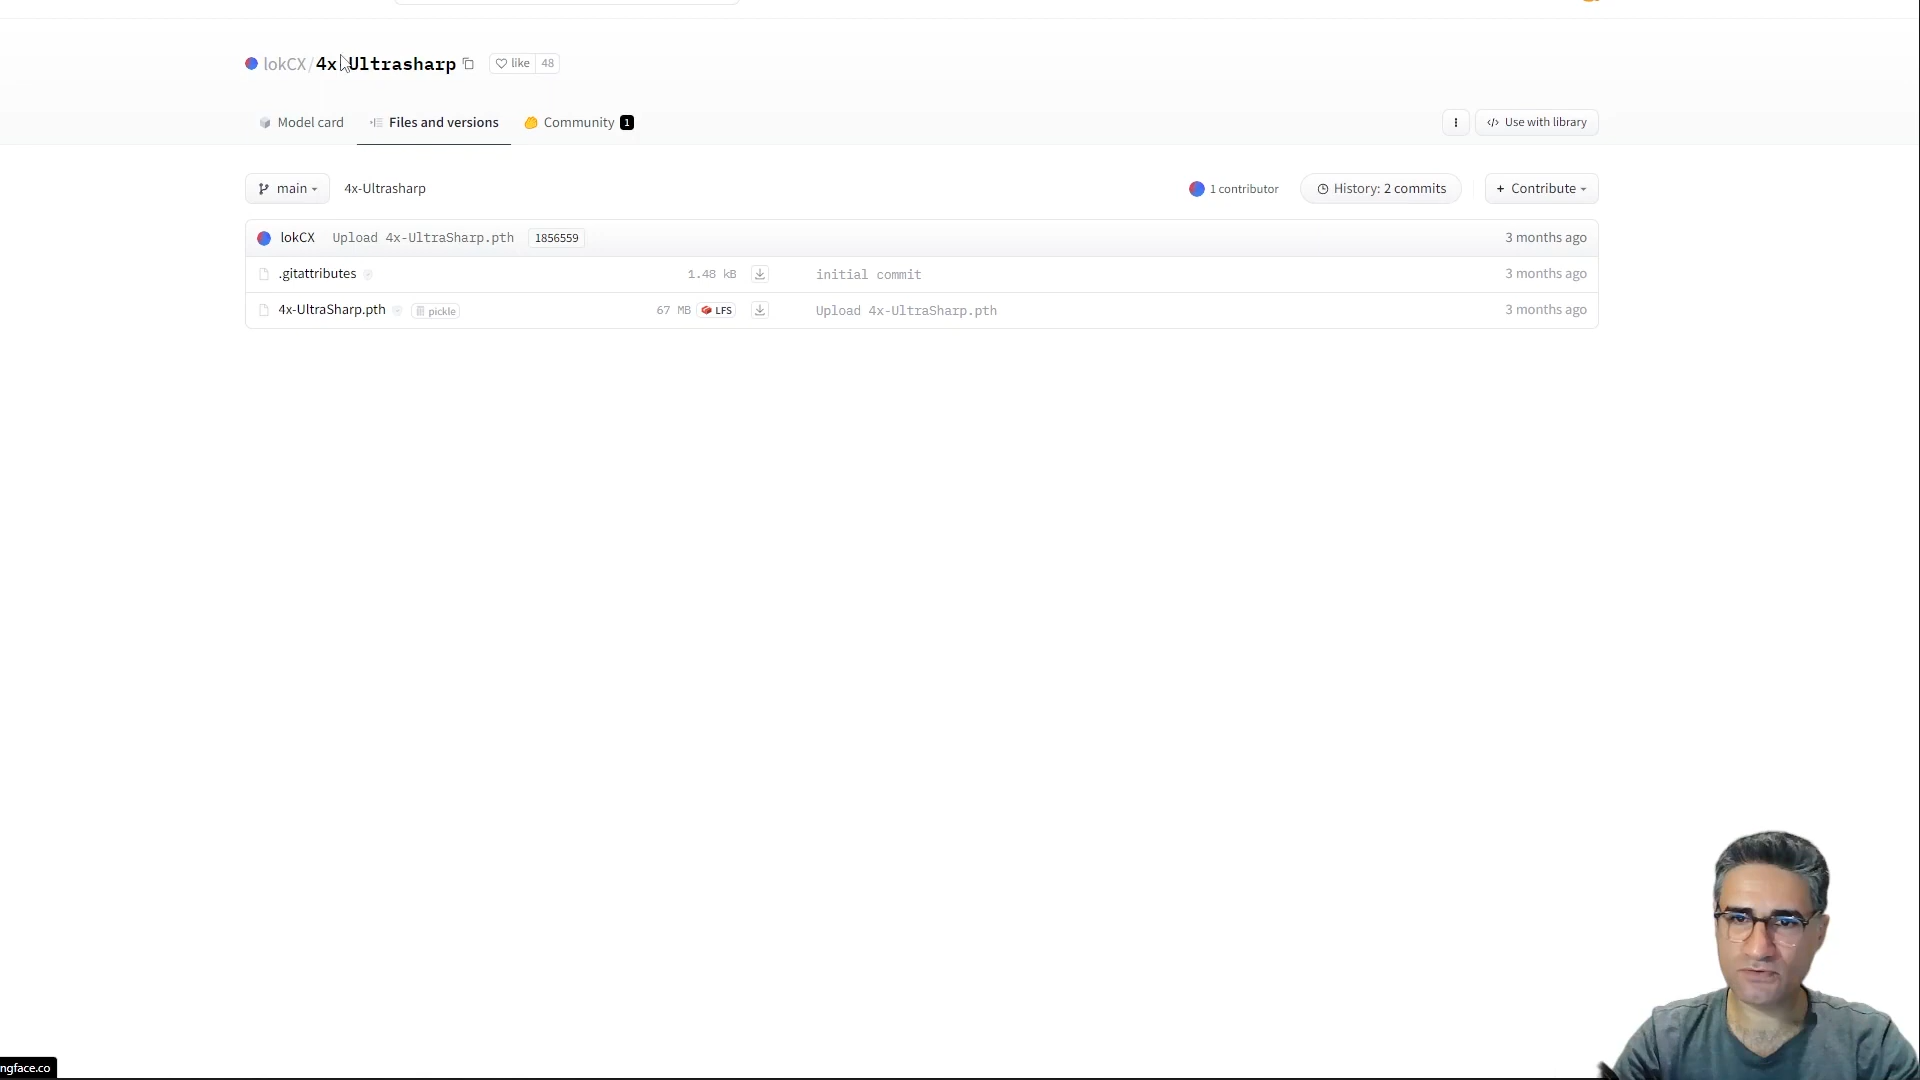 lokCX/4x-Ultrasharp like 48
Model card Files and versions Community 1 Use with library
main 4x-Ultrasharp 1 contributor History: 2 commits + Contribute
lokCX Upload 4x-UltraSharp.pth 1856559 3 months ago
.gitattributes 1.48 kB initial commit 3 months ago
4x-UltraSharp.pth pickle 67 MB LFS Upload 4x-UltraSharp.pth 3 months ago
ngface.co